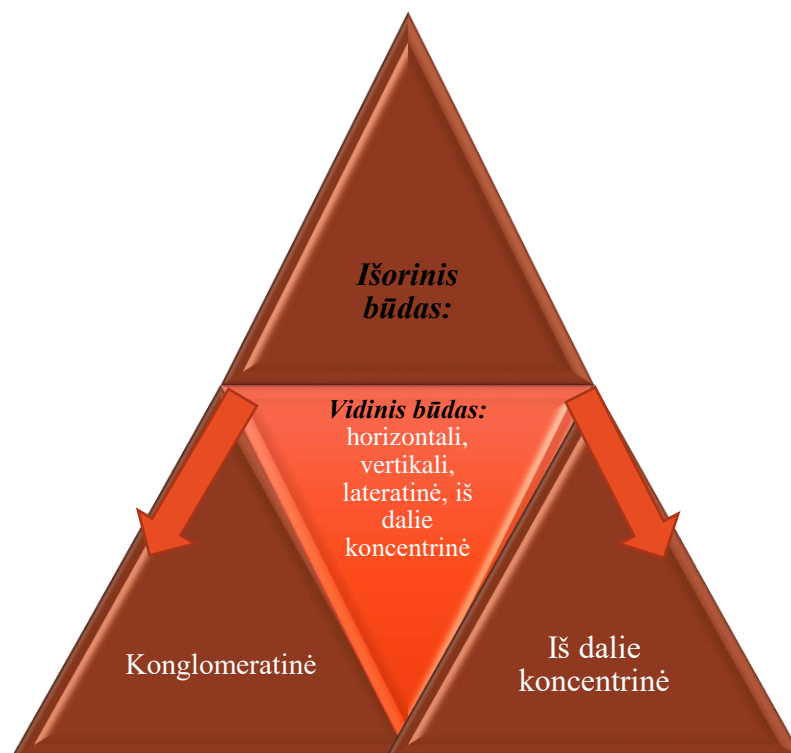 Išorinis
būdas:
Vidinis būdas:
horizontali,
vertikali,
lateratinė, iš
dalie
koncentrinė
Konglomeratinė
Iš dalie
koncentrinė